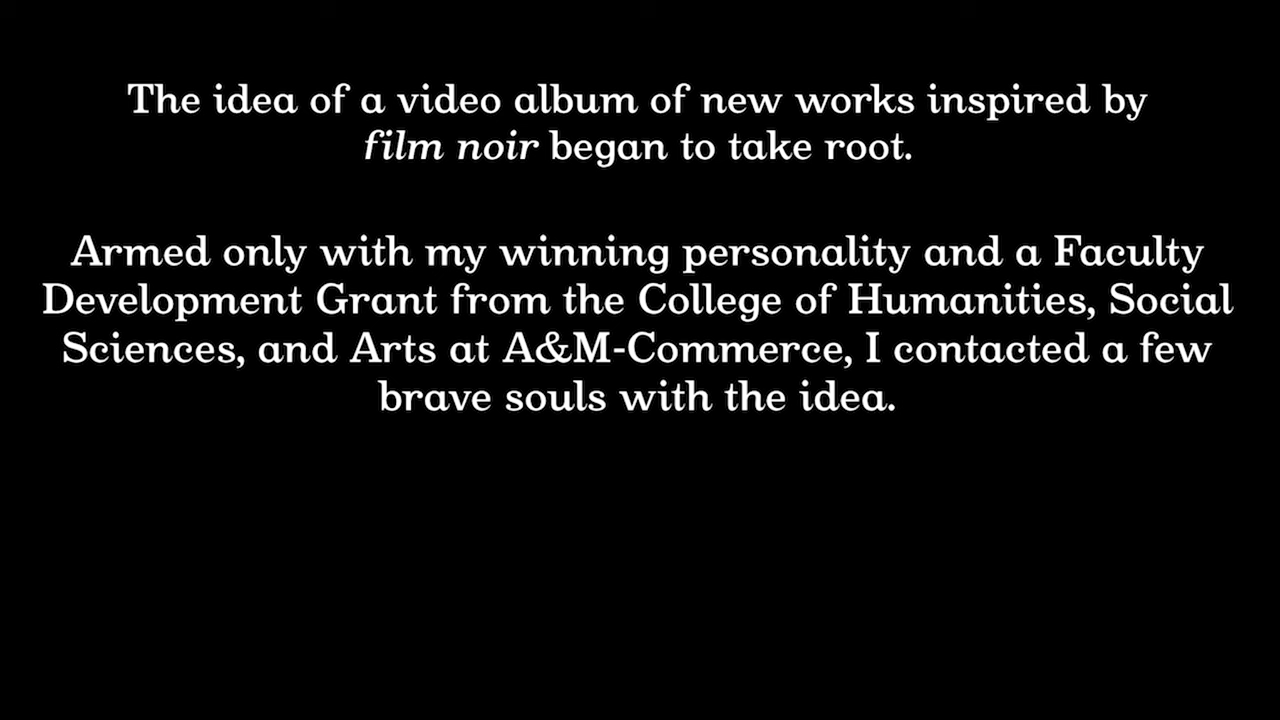 The idea of a video album of new works inspired by
film noir began to take root.
Armed only with my winning personality and a Faculty
Development Grant from the College of Humanities, Social
Sciences, and Arts at A&M-Commerce, I contacted a few
brave souls with the idea.